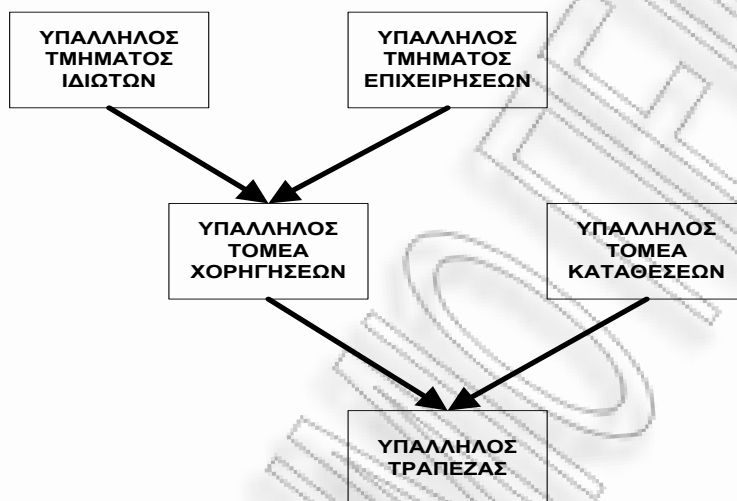 ΥΠΑΛΛΗΛΟΣ
ΤΜΗΜΑΤΟΣ
ΙΔΙΩΤΩΝ
ΥΠΑΛΛΗΛΟΣ
ΤΜΗΜΑΤΟΣ
ΕΠΙΧΕΙΡΗΣΕΩΝ
ΥΠΑΛΛΗΛΟΣ
ΤΟΜΕΑ
ΧΟΡΗΓΗΣΕΩΝ
ΥΠΑΛΛΗΛΟΣ
ΤΟΜΕΑ
ΚΑΤΑΘΕΣΕΩΝ
ΥΠΑΛΛΗΛΟΣ
ΤΡΑΠΕΖΑΣ